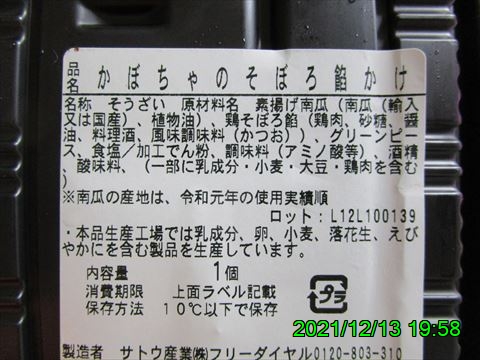 品名 かぼちゃのそぼろ餡かけ
名称 そうざい 原材料名 素揚げ南瓜(南瓜(輸入
又は国産)、植物油)、鶏そぼろ餡(鶏肉、砂糖、醤
油、料理酒、風味調味料(かつお))、グリーンピー
ス、食塩/加工でん粉、調味料(アミノ酸等)、酒精
、酸味料、(一部に乳成分・小麦・大豆・鶏肉を含む
)
※南瓜の産地は、令和元年の使用実績順
ロット:L12L100139
・本品生産工場では乳成分、卵、小麦、落花生、えび
やかにを含む製品を生産しています。
内容量 1個
消費期限 上面ラベル記載
保存方法 10℃以下で保存
プラ
製造者 サトウ産業㈱フリーダイヤル0120-803-310
2021/12/13 19:58